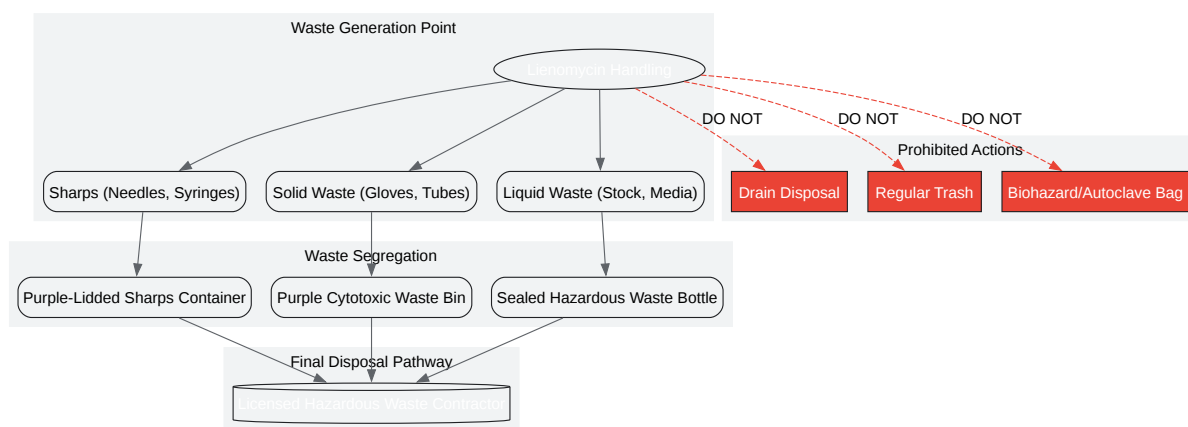 Waste Generation Point
Lienomycin Handling
DO NOT
DO NOT
DO NOT
Prohibited Actions
Sharps (Needles, Syringes)
Solid Waste (Gloves, Tubes)
Liquid Waste (Stock, Media)
Drain Disposal
Regular Trash
Biohazard/Autoclave Bag
Waste Segregation
Purple-Lidded Sharps Container
Purple Cytotoxic Waste Bin
Sealed Hazardous Waste Bottle
Final Disposal Pathway
Licensed Hazardous Waste Contractor